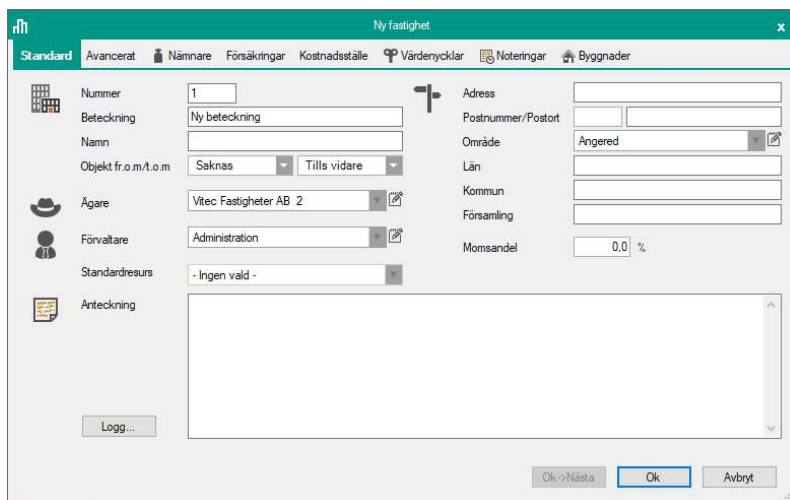 Ny fastighet
x
Standard Avancerat Nämnare Försäkringar Kostnadsställe Värdenycklar Noteringar Byggnader
Nummer 1
Beteckning Ny beteckning
Namn
Objekt fr.o.m/t.o.m Saknas Tills vidare
Ägare Vitec Fastigheter AB 2
Förvaltare Administration
Standardresurs - Ingen vald -
Adress
Postnummer/Postort
Område Angered
Län
Kommun
Församling
Momsandel 0,0 %
Anteckning
Logg...
Ok->Nästa Ok Avbryt